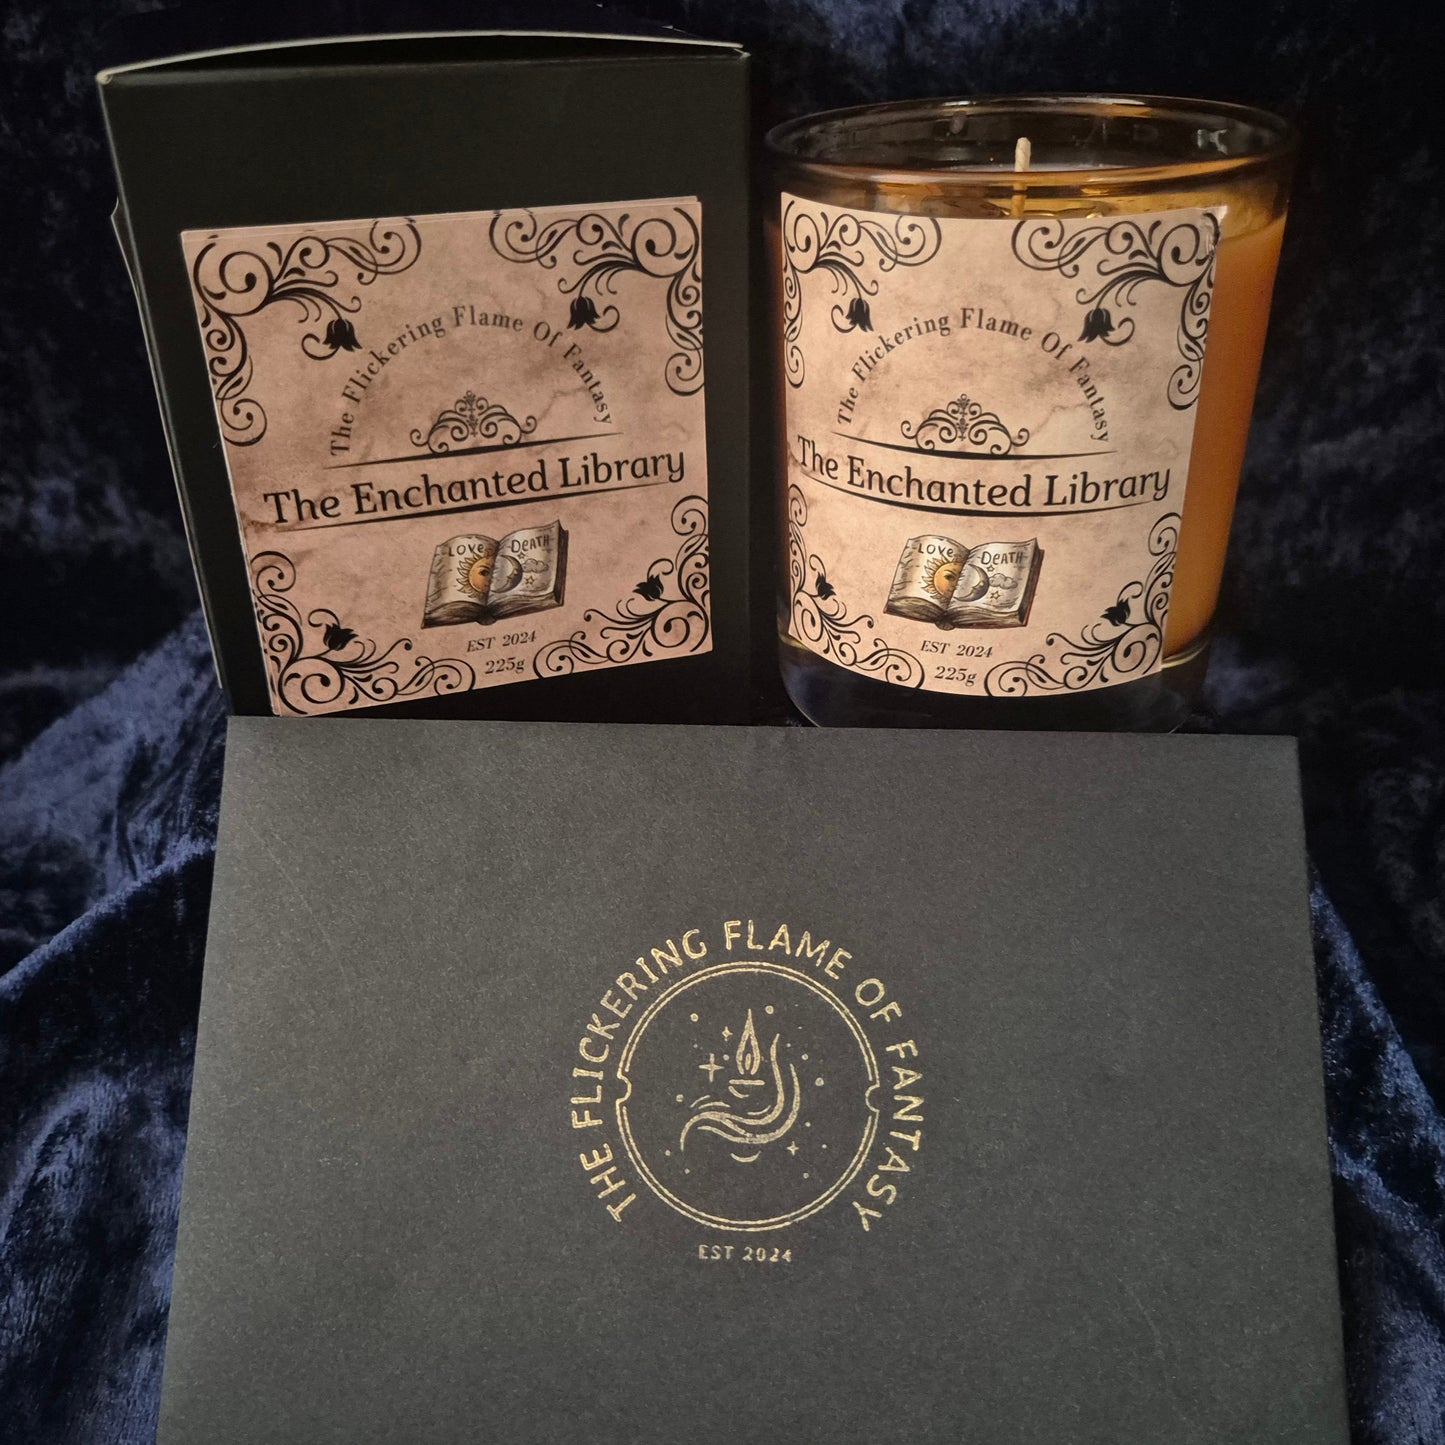 The Flickering Flame Of Fantasy
The Enchanted Library
LOVE DEATH
EST 2024
225g
The Flickering Flame Of Fantasy
The Enchanted Library
LOVE DEATH
EST 2024
225g
THE FLICKERING FLAME OF FANTASY
EST 2024